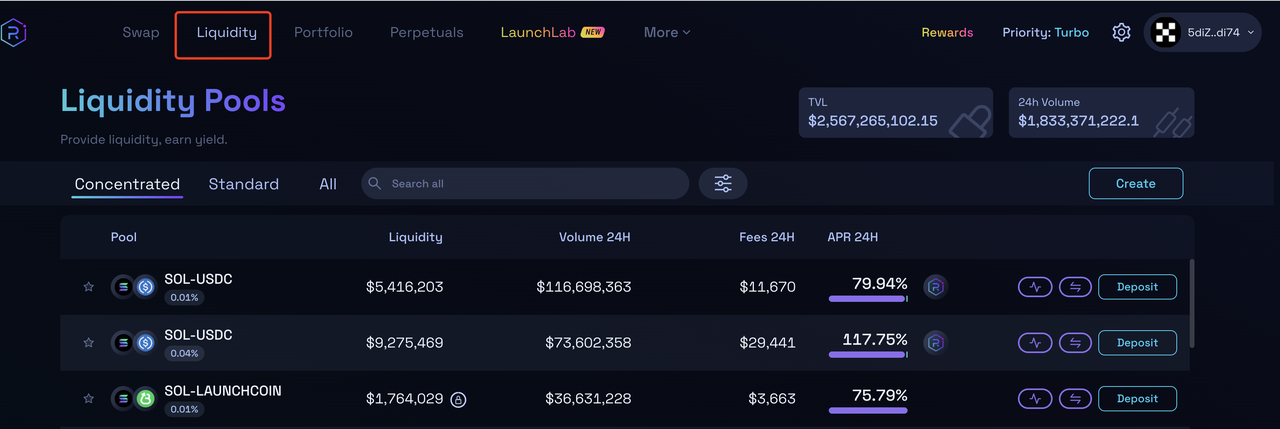 Swap Liquidity Portfolio Perpetuals LaunchLab NEW More Rewards Priority: Turbo 5diZ..di74
Liquidity Pools
Provide liquidity, earn yield.
TVL
$2,567,265,102.15
24h Volume
$1,833,371,222.1
Concentrated Standard All Search all Create
Pool Liquidity Volume 24H Fees 24H APR 24H
SOL-USDC
0.01%
$5,416,203 $116,698,363 $11,670 79.94% Deposit
SOL-USDC
0.04%
$9,275,469 $73,602,358 $29,441 117.75% Deposit
SOL-LAUNCHCOIN
0.01%
$1,764,029 $36,631,228 $3,663 75.79% Deposit